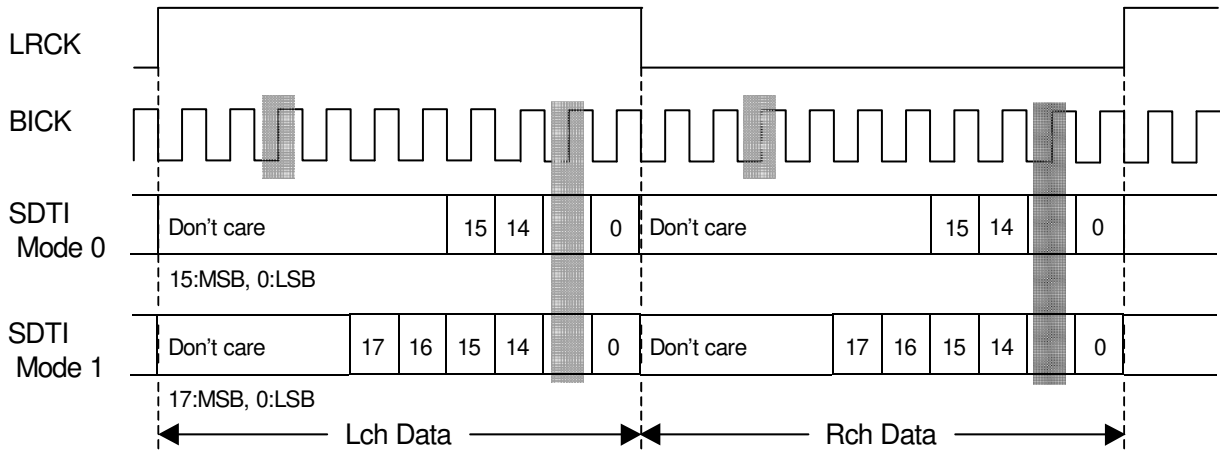 LRCK
BICK
SDTI
Mode 0
Don't care 15 14 0 Don't care 15 14 0
15:MSB, 0:LSB
SDTI
Mode 1
Don't care 17 16 15 14 0 Don't care 17 16 15 14 0
17:MSB, 0:LSB
Lch Data Rch Data